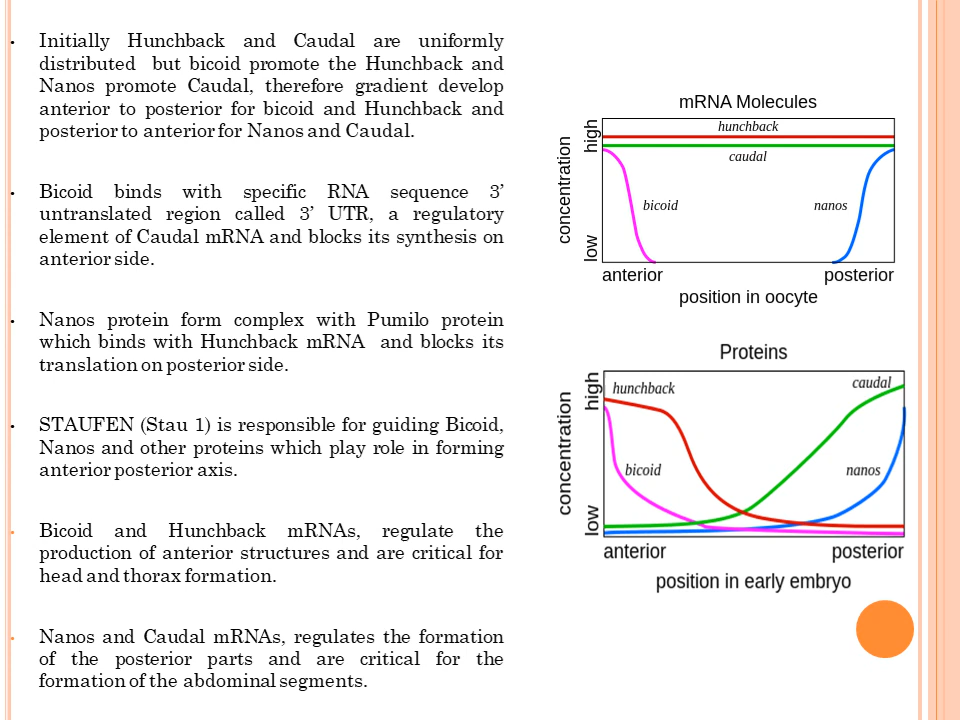 • Initially Hunchback and Caudal are uniformly
distributed but bicoid promote the Hunchback and
Nanos promote Caudal, therefore gradient develop
anterior to posterior for bicoid and Hunchback and
posterior to anterior for Nanos and Caudal.
• Bicoid binds with specific RNA sequence 3’
untranslated region called 3’ UTR, a regulatory
element of Caudal mRNA and blocks its synthesis on
anterior side.
• Nanos protein form complex with Pumilo protein
which binds with Hunchback mRNA and blocks its
translation on posterior side.
• STAUFEN (Stau 1) is responsible for guiding Bicoid,
Nanos and other proteins which play role in forming
anterior posterior axis.
• Bicoid and Hunchback mRNAs, regulate the
production of anterior structures and are critical for
head and thorax formation.
• Nanos and Caudal mRNAs, regulates the formation
of the posterior parts and are critical for the
formation of the abdominal segments.
mRNA Molecules
hunchback
caudal
bicoid
nanos
concentration
high
low
anterior
posterior
position in oocyte
Proteins
hunchback
caudal
bicoid
nanos
concentration
high
low
anterior
posterior
position in early embryo